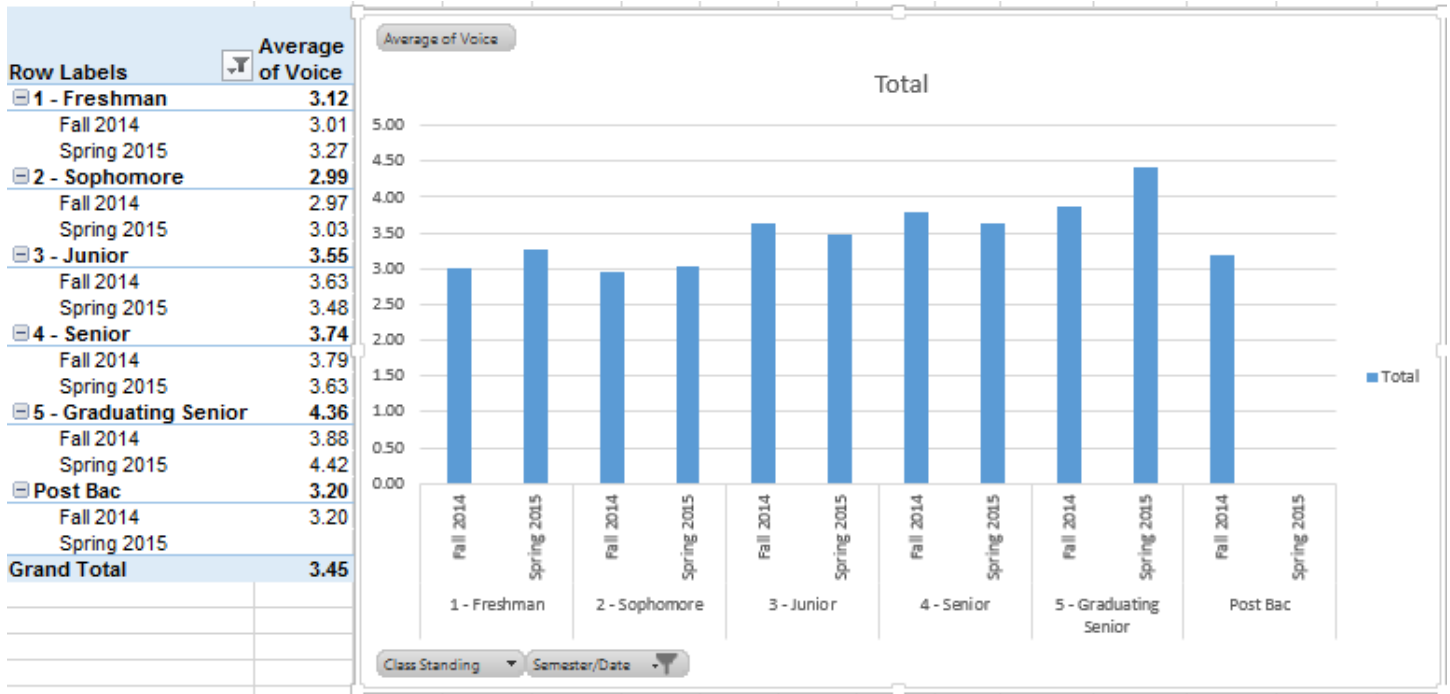 Row Labels Average of Voice
1 - Freshman 3.12
Fall 2014 3.01
Spring 2015 3.27
2 - Sophomore 2.99
Fall 2014 2.97
Spring 2015 3.03
3 - Junior 3.55
Fall 2014 3.63
Spring 2015 3.48
4 - Senior 3.74
Fall 2014 3.79
Spring 2015 3.63
5 - Graduating Senior 4.36
Fall 2014 3.88
Spring 2015 4.42
Post Bac 3.20
Fall 2014 3.20
Spring 2015
Grand Total 3.45
Average of Voice
Total
5.00
4.50
4.00
3.50
3.00
2.50
2.00
1.50
1.00
0.50
0.00
Total
Fall 2014 Spring 2015 Fall 2014 Spring 2015 Fall 2014 Spring 2015 Fall 2014 Spring 2015 Fall 2014 Spring 2015 Fall 2014 Spring 2015
1 - Freshman 2 - Sophomore 3 - Junior 4 - Senior 5 - Graduating Senior Post Bac
Class Standing Semester/Date